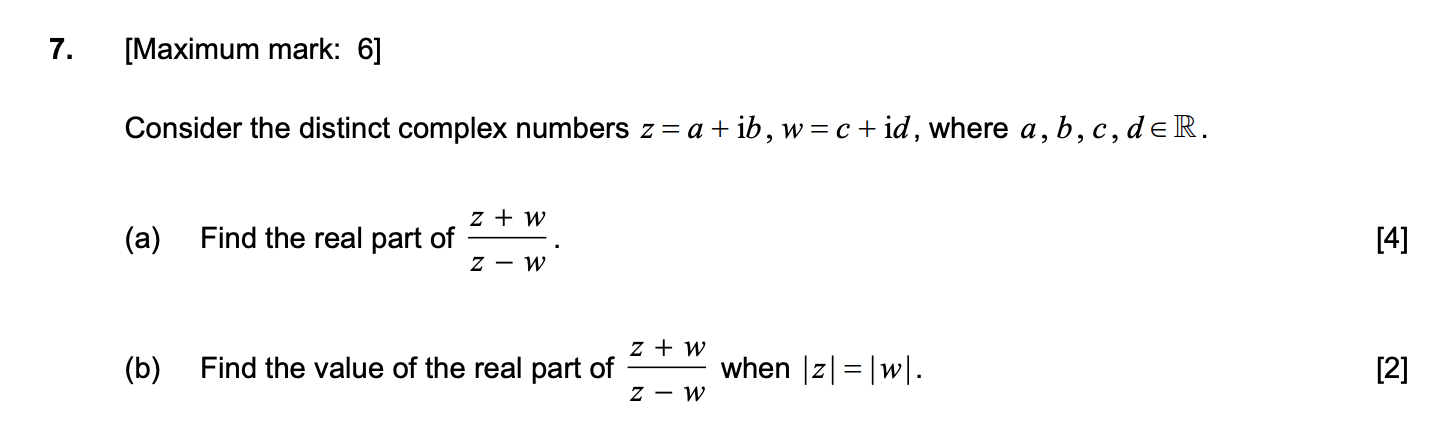 7. [Maximum mark: 6]
Consider the distinct complex numbers z = a + ib, w = c + id, where a, b, c, d ∈ ℝ.
(a) Find the real part of (z + w)/(z − w). [4]
(b) Find the value of the real part of (z + w)/(z − w) when |z| = |w|. [2]